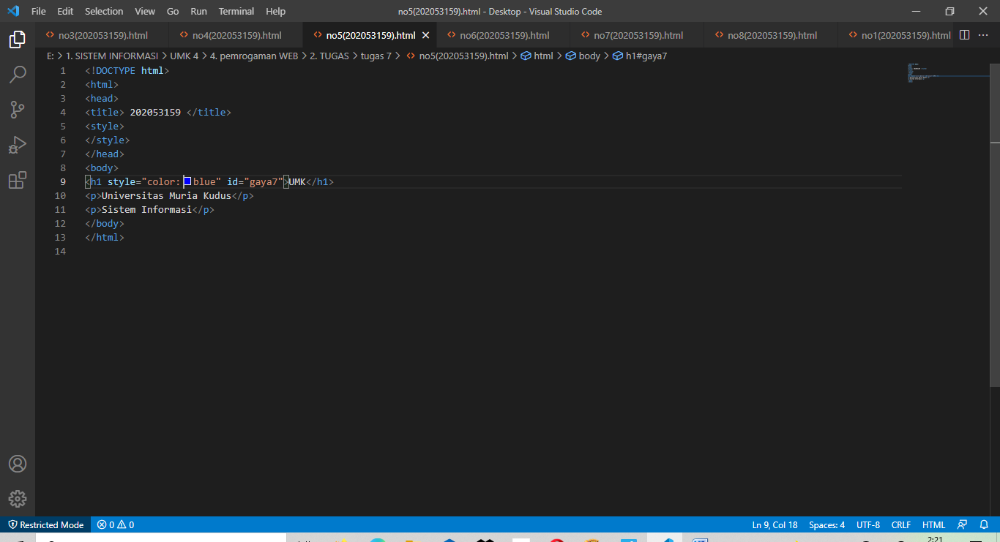 File Edit Selection View Go Run Terminal Help no5(202053159).html - Desktop - Visual Studio Code
no3(202053159).html no4(202053159).html no5(202053159).html no6(202053159).html no7(202053159).html no8(202053159).html no1(202053159).html
E: > 1. SISTEM INFORMASI > UMK 4 > 4. pemrogaman WEB > 2. TUGAS > tugas 7 > no5(202053159).html > html > body > h1#gaya7
1 <!DOCTYPE html>
2 <html>
3 <head>
4 <title> 202053159 </title>
5 <style>
6 </style>
7 </head>
8 <body>
9 <h1 style="color: blue" id="gaya7">UMK</h1>
10 <p>Universitas Muria Kudus</p>
11 <p>Sistem Informasi</p>
12 </body>
13 </html>
14
Restricted Mode 0 0 Ln 9, Col 18 Spaces: 4 UTF-8 CRLF HTML
2:21